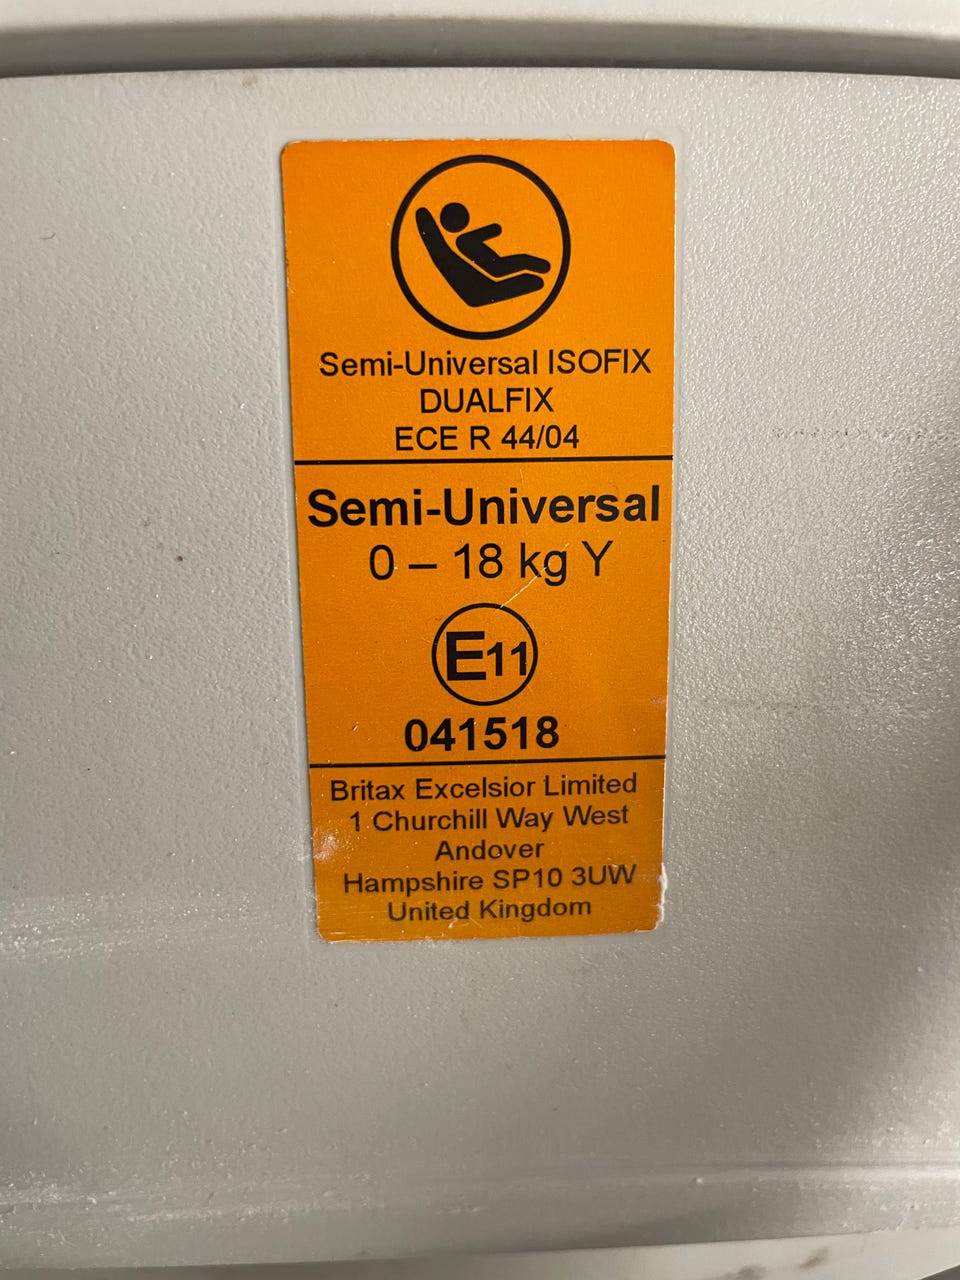 Semi-Universal ISOFIX
DUALFIX
ECE R 44/04
Semi-Universal
0 – 18 kg Y
E11
041518
Britax Excelsior Limited
1 Churchill Way West
Andover
Hampshire SP10 3UW
United Kingdom